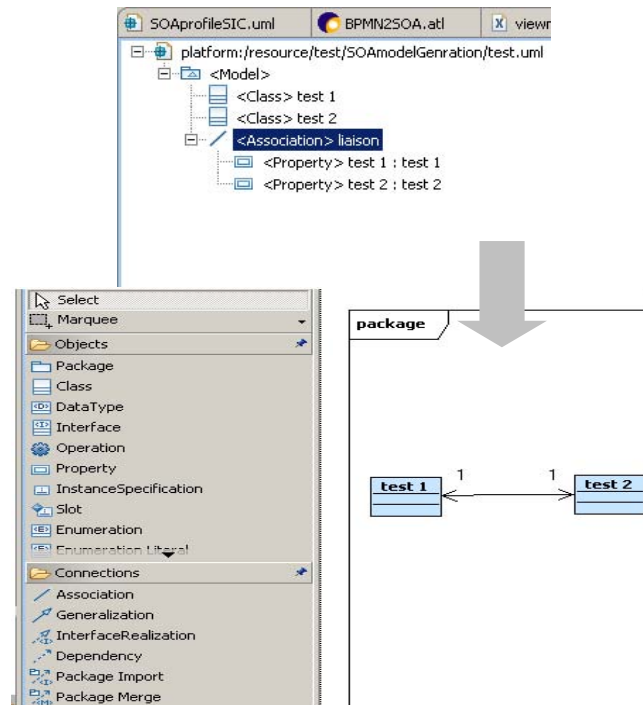 SOAprofileSIC.uml BPMN2SOA.atl viewr
platform:/resource/test/SOAmodelGenration/test.uml
<Model>
<Class> test 1
<Class> test 2
<Association> liaison
<Property> test 1 : test 1
<Property> test 2 : test 2
Select
Marquee
Objects
Package
Class
DataType
Interface
Operation
Property
InstanceSpecification
Slot
Enumeration
Enumeration Literal
Connections
Association
Generalization
InterfaceRealization
Dependency
Package Import
Package Merge
package
test 1 1 1 test 2